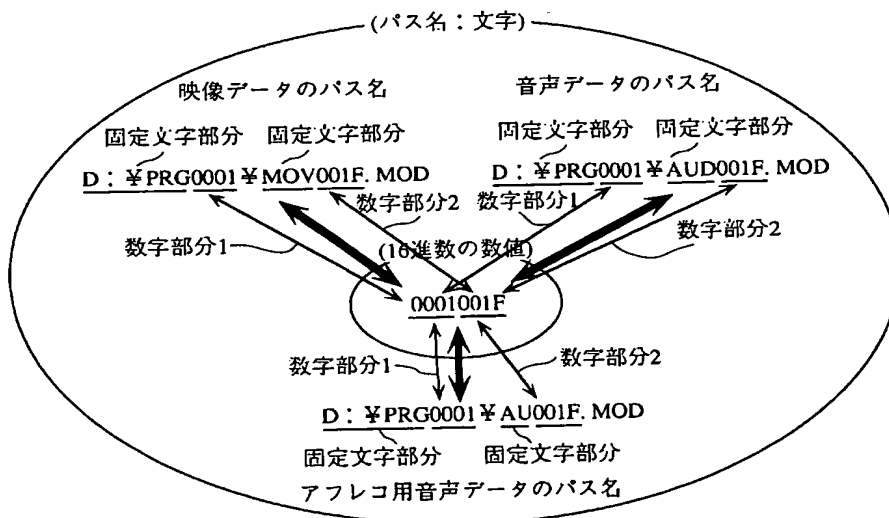 (パス名：文字)
映像データのパス名
音声データのパス名
固定文字部分
固定文字部分
固定文字部分
固定文字部分
D：¥PRG0001¥MOV001F. MOD
D：¥PRG0001¥AUD001F. MOD
数字部分2
数字部分1
数字部分1
数字部分2
(16進数の数値)
0001001F
数字部分1
数字部分2
D：¥PRG0001¥AU001F. MOD
固定文字部分
固定文字部分
アフレコ用音声データのパス名